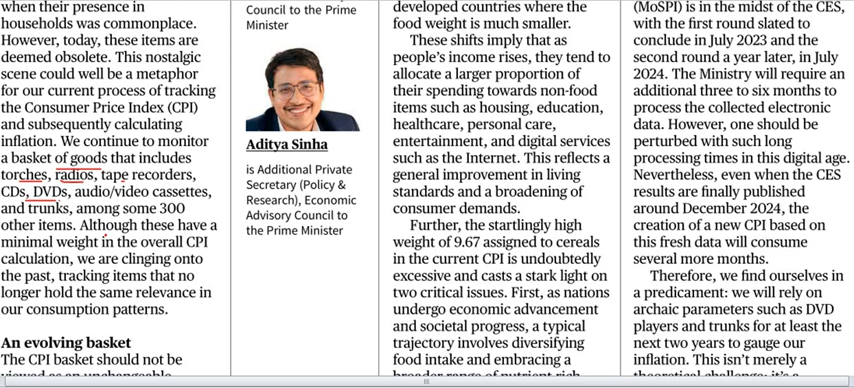 when their presence in
households was commonplace.
However, today, these items are
deemed obsolete. This nostalgic
scene could well be a metaphor
for our current process of tracking
the Consumer Price Index (CPI)
and subsequently calculating
inflation. We continue to monitor
a basket of goods that includes
torches, radios, tape recorders,
CDs, DVDs, audio/video cassettes,
and trunks, among some 300
other items. Although these have a
minimal weight in the overall CPI
calculation, we are clinging onto
the past, tracking items that no
longer hold the same relevance in
our consumption patterns.
An evolving basket
The CPI basket should not be
viewed as an unchangeable
Council to the Prime
Minister
Aditya Sinha
is Additional Private
Secretary (Policy &
Research), Economic
Advisory Council to
the Prime Minister
developed countries where the
food weight is much smaller.
These shifts imply that as
people's income rises, they tend to
allocate a larger proportion of
their spending towards non-food
items such as housing, education,
healthcare, personal care,
entertainment, and digital services
such as the Internet. This reflects a
general improvement in living
standards and a broadening of
consumer demands.
Further, the startlingly high
weight of 9.67 assigned to cereals
in the current CPI is undoubtedly
excessive and casts a stark light on
two critical issues. First, as nations
undergo economic advancement
and societal progress, a typical
trajectory involves diversifying
food intake and embracing a
broader range of nutrient-rich
(MoSPI) is in the midst of the CES,
with the first round slated to
conclude in July 2023 and the
second round a year later, in July
2024. The Ministry will require an
additional three to six months to
process the collected electronic
data. However, one should be
perturbed with such long
processing times in this digital age.
Nevertheless, even when the CES
results are finally published
around December 2024, the
creation of a new CPI based on
this fresh data will consume
several more months.
Therefore, we find ourselves in
a predicament: we will rely on
archaic parameters such as DVD
players and trunks for at least the
next two years to gauge our
inflation. This isn't merely a
theoretical challenge; it's a